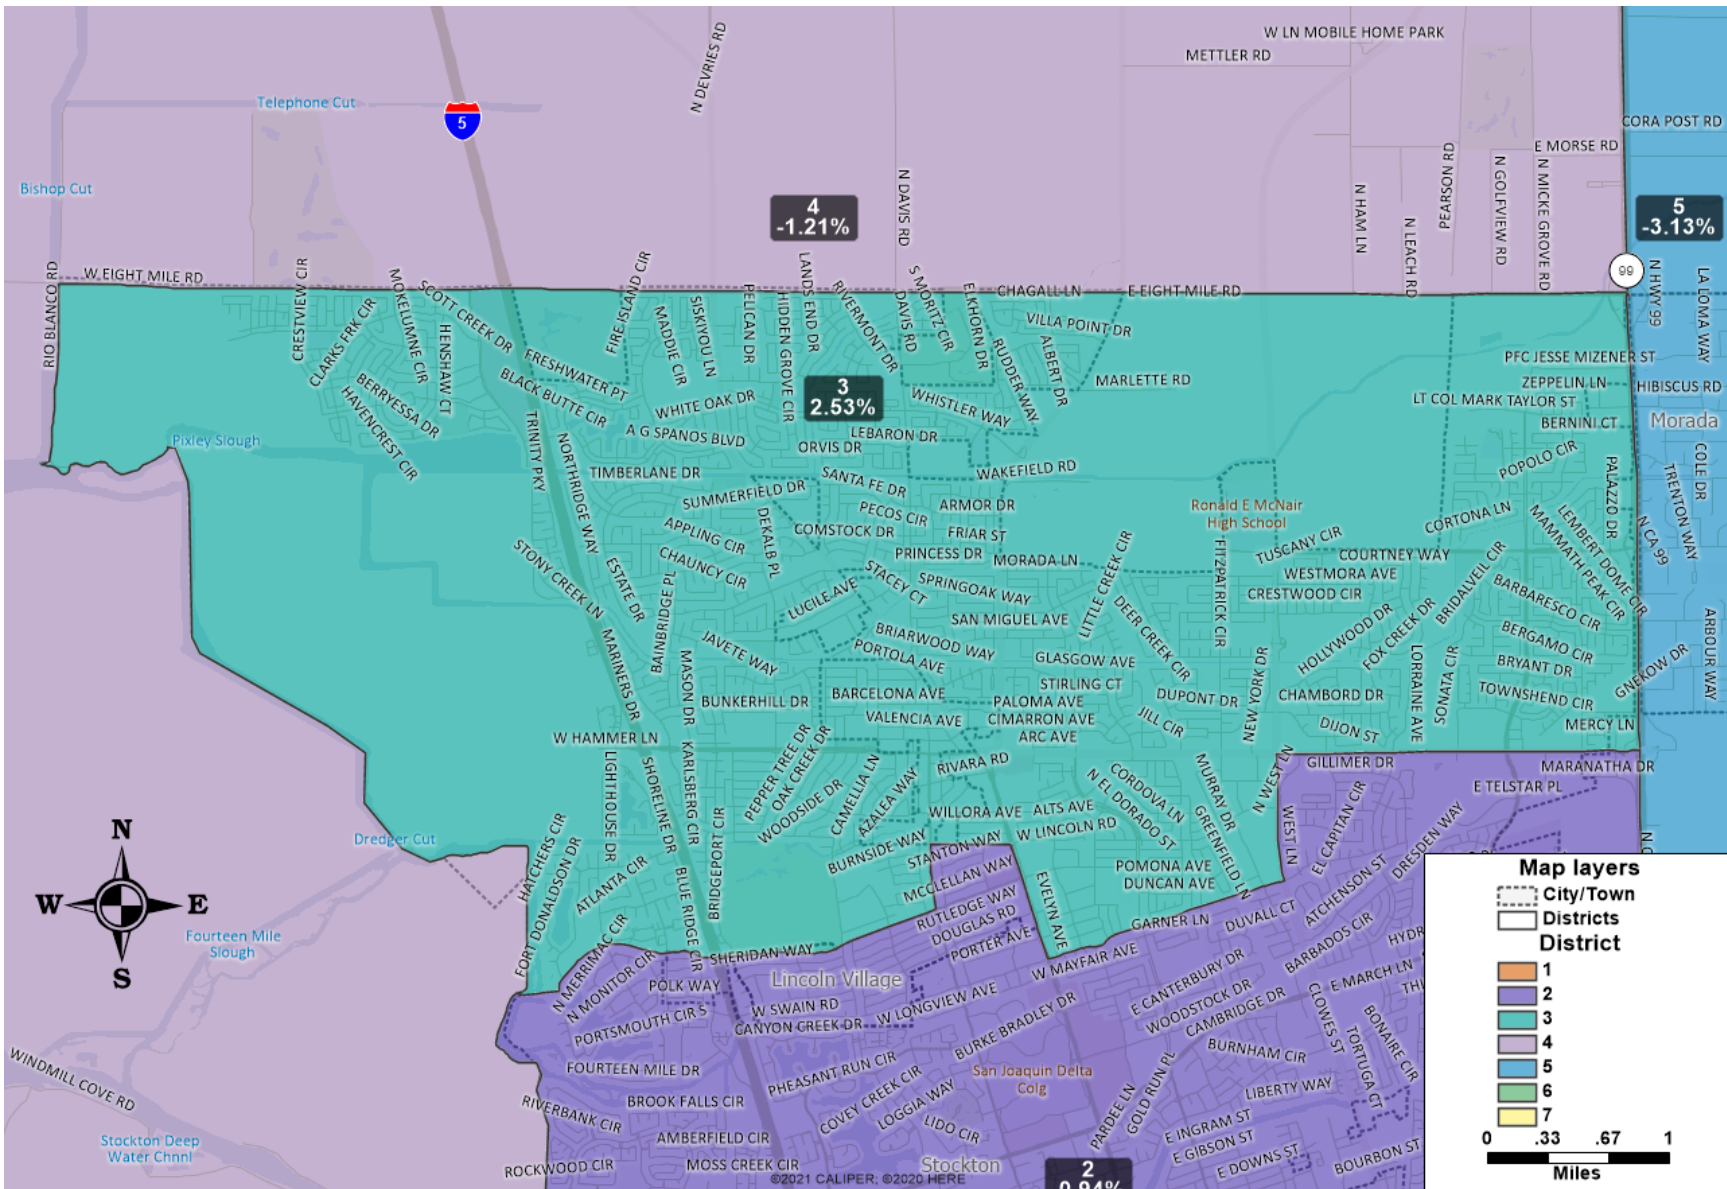 W LN MOBILE HOME PARK
METTLER RD
N DEVRIES RD
Telephone Cut
5
CORA POST RD
E MORSE RD
Bishop Cut
N DAVIS RD
N HAM LN
N LEACH RD
PEARSON RD
N GOLFVIEW RD
N MICKE GROVE RD
4
-1.21%
5
-3.13%
99
N HWY 99
LA LOMA WAY
RIO BLANCO RD
W EIGHT MILE RD
CRESTVIEW CIR
CLARKS FRK CIR
MOKELUMNE CIR
SCOTT CREEK DR
HENSHAW CT
FIRE ISLAND CIR
MADDIE CIR
SISKIYOU LN
PELICAN DR
HIDDEN GROVE CIR
LANDS END DR
RIVERMONT DR
DAVIS RD
S MORITZ CIR
ELKHORN DR
CHAGALL LN
E EIGHT MILE RD
VILLA POINT DR
RUDDER WAY
ALBERT DR
MARLETTE RD
PFC JESSE MIZENER ST
ZEPPELIN LN
HIBISCUS RD
LT COL MARK TAYLOR ST
BERNINI CT
Morada
FRESHWATER PT
BLACK BUTTE CIR
BERRYESSA DR
HAVENCREST CIR
3
2.53%
WHITE OAK DR
WHISTLER WAY
A G SPANOS BLVD
LEBARON DR
ORVIS DR
Pixley Slough
TRINITY PKY
NORTHRIDGE WAY
TIMBERLANE DR
SUMMERFIELD DR
SANTA FE DR
WAKEFIELD RD
POPOLO CIR
PALAZZO DR
COLE DR
TRENTON WAY
PECOS CIR
ARMOR DR
Ronald E McNair
High School
CORTONA LN
APPLING CIR
DEKALB PL
COMSTOCK DR
FRIAR ST
MAMMATH PEAK CIR
LEMBERT DOME CIR
N CA 99
STONY CREEK LN
CHAUNCY CIR
PRINCESS DR
MORADA LN
LITTLE CREEK CIR
FITZPATRICK CIR
TUSCANY CIR
COURTNEY WAY
WESTMORA AVE
CRESTWOOD CIR
ESTATE DR
BAINBRIDGE PL
LUCILE AVE
STACEY CT
SPRINGOAK WAY
DEER CREEK CIR
BRIDALVEIL CIR
BARBARESCO CIR
SAN MIGUEL AVE
HOLLYWOOD DR
FOX CREEK DR
BERGAMO CIR
ARBOUR WAY
MARINERS DR
JAVETE WAY
BRIARWOOD WAY
PORTOLA AVE
GLASGOW AVE
BRYANT DR
GNEKOW DR
MASON DR
STIRLING CT
LORRAINE AVE
SONATA CIR
BUNKERHILL DR
BARCELONA AVE
PALOMA AVE
DUPONT DR
NEW YORK DR
CHAMBORD DR
TOWNSHEND CIR
VALENCIA AVE
CIMARRON AVE
JILL CIR
DIJON ST
MERCY LN
ARC AVE
W HAMMER LN
PEPPER TREE DR
OAK CREEK DR
RIVARA RD
GILLIMER DR
MARANATHA DR
LIGHTHOUSE DR
SHORELINE DR
KARLSBERG CIR
WOODSIDE DR
CAMELLIA LN
AZALEA WAY
N EL DORADO ST
CORDOVA LN
MURRAY DR
N WEST LN
E TELSTAR PL
WILLORA AVE
ALTS AVE
WEST LN
EL CAPITAN CIR
DRESDEN WAY
N
W
E
S
Dredger Cut
HATCHERS CIR
FORT DONALDSON DR
ATLANTA CIR
BLUE RIDGE CIR
BRIDGEPORT CIR
BURNSIDE WAY
STANTON WAY
W LINCOLN RD
GREENFIELD LN
POMONA AVE
DUNCAN AVE
ATCHENSON ST
MCCLELLAN WAY
RUTLEDGE WAY
DOUGLAS RD
EVELYN AVE
GARNER LN
DUVALL CT
Fourteen Mile
Slough
N MERRIMAC CIR
N MONITOR CIR
SHERIDAN WAY
PORTER AVE
W MAYFAIR AVE
BARBADOS CIR
HYDR
POLK WAY
Lincoln Village
W LONGVIEW AVE
E CANTERBURY DR
WOODSTOCK DR
CAMBRIDGE DR
E MARCH LN
PORTSMOUTH CIR S
W SWAIN RD
CANYON CREEK DR
BURKE BRADLEY DR
CLOWES ST
TORTUGA CT
BONAIRE CIR
WINDMILL COVE RD
FOURTEEN MILE DR
PHEASANT RUN CIR
San Joaquin Delta
Colg
BURNHAM CIR
LIBERTY WAY
RIVERBANK CIR
BROOK FALLS CIR
COVEY CREEK CIR
LOGGIA WAY
LIDO CIR
PARDEE LN
GOLD RUN PL
E INGRAM ST
E GIBSON ST
E DOWNS ST
BOURBON ST
Stockton Deep
Water Chnnl
AMBERFIELD CIR
MOSS CREEK CIR
ROCKWOOD CIR
Stockton
©2021 CALIPER; ©2020 HERE
2
Map layers
City/Town
Districts
District
1
2
3
4
5
6
7
0 .33 .67 1
Miles